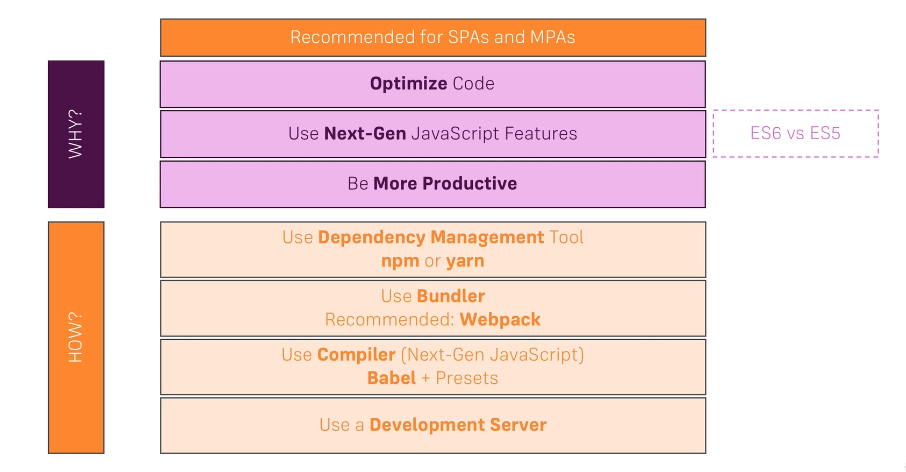 Recommended for SPAs and MPAs
WHY?
Optimize Code
Use Next-Gen JavaScript Features
ES6 vs ES5
Be More Productive
HOW?
Use Dependency Management Tool
npm or yarn
Use Bundler
Recommended: Webpack
Use Compiler (Next-Gen JavaScript)
Babel + Presets
Use a Development Server